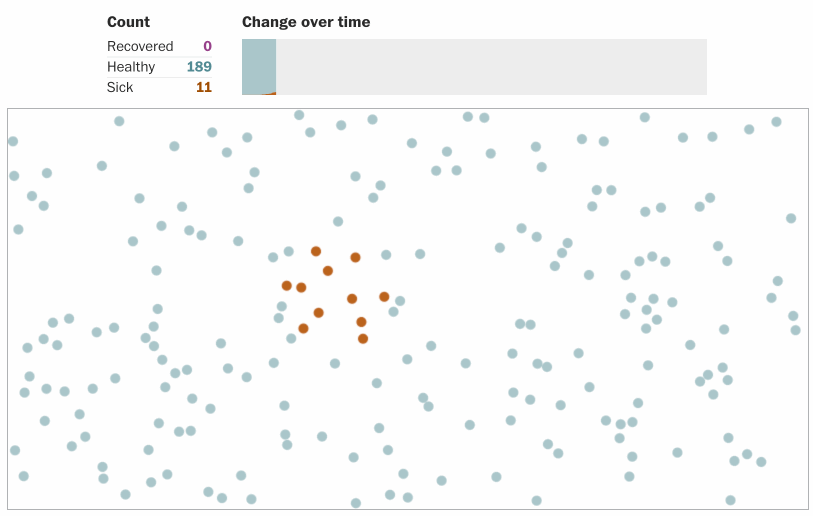 Count
Change over time
Recovered 0
Healthy 189
Sick 11